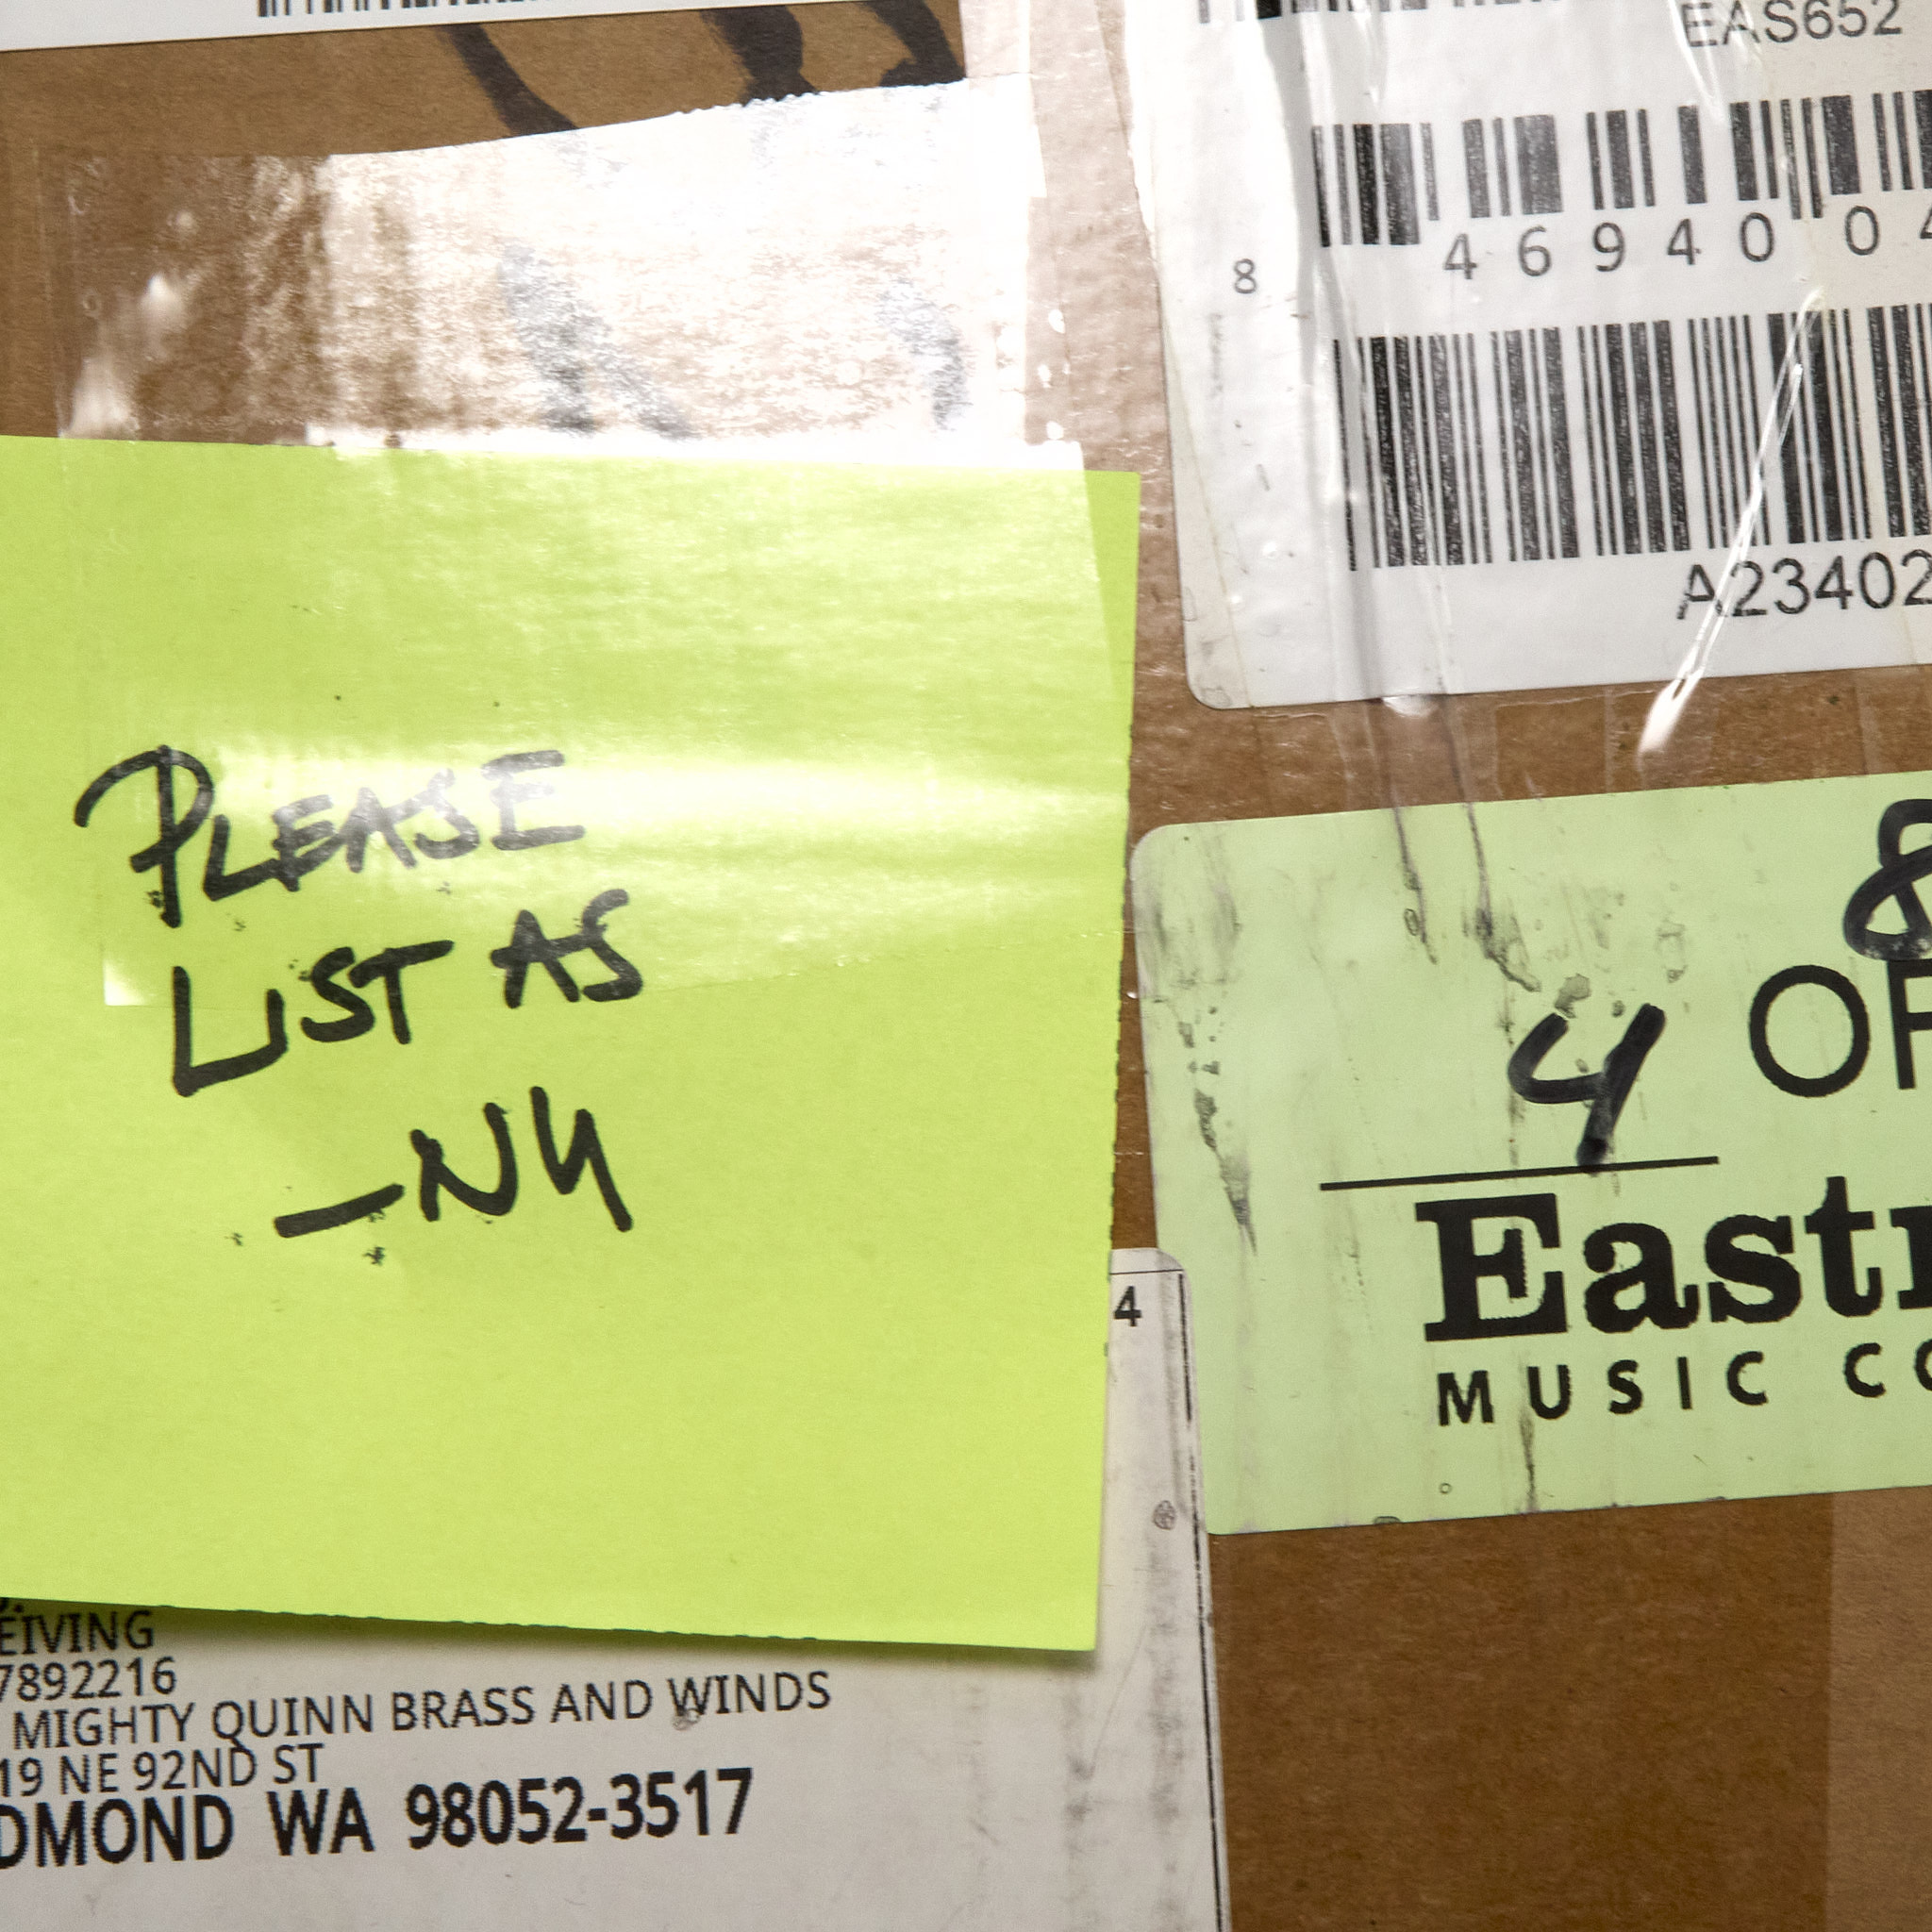 EAS652
8 46940 04
A23402
PLEASE
LIST AS
-NY
8
4 OF
Eastm
MUSIC CO
4
EIVING
7892216
MIGHTY QUINN BRASS AND WINDS
19 NE 92ND ST
DMOND WA 98052-3517